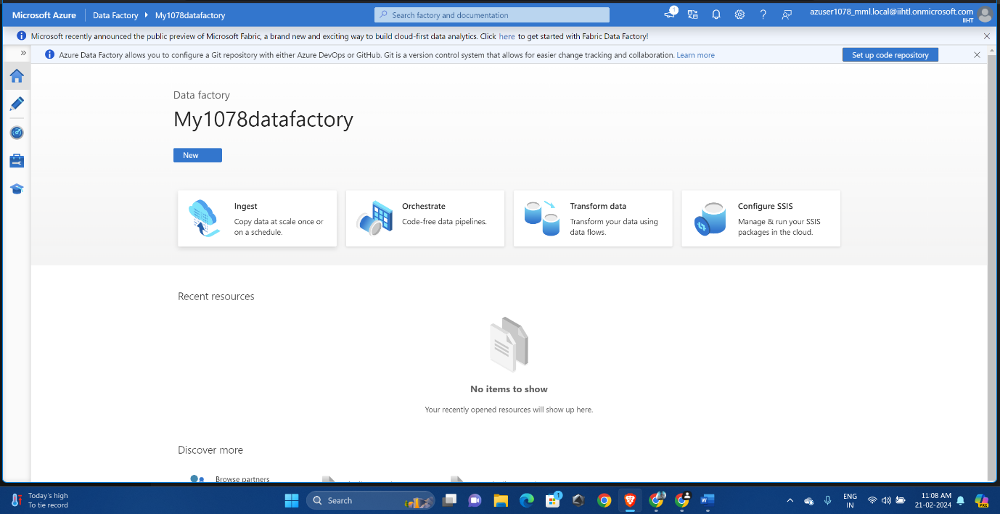 Microsoft Azure
Data Factory
My1078datafactory
Search factory and documentation
1
azuser1078_mml.local@iihtl.onmicrosoft.com
IIHT
Microsoft recently announced the public preview of Microsoft Fabric, a brand new and exciting way to build cloud-first data analytics. Click here to get started with Fabric Data Factory!
Azure Data Factory allows you to configure a Git repository with either Azure DevOps or GitHub. Git is a version control system that allows for easier change tracking and collaboration. Learn more
Set up code repository
Data factory
My1078datafactory
New
Ingest
Copy data at scale once or
on a schedule.
Orchestrate
Code-free data pipelines.
Transform data
Transform your data using
data flows.
Configure SSIS
Manage & run your SSIS
packages in the cloud.
Recent resources
No items to show
Your recently opened resources will show up here.
Discover more
Browse partners
Today's high
To tie record
Search
1
ENG
IN
11:08 AM
21-02-2024
PRE